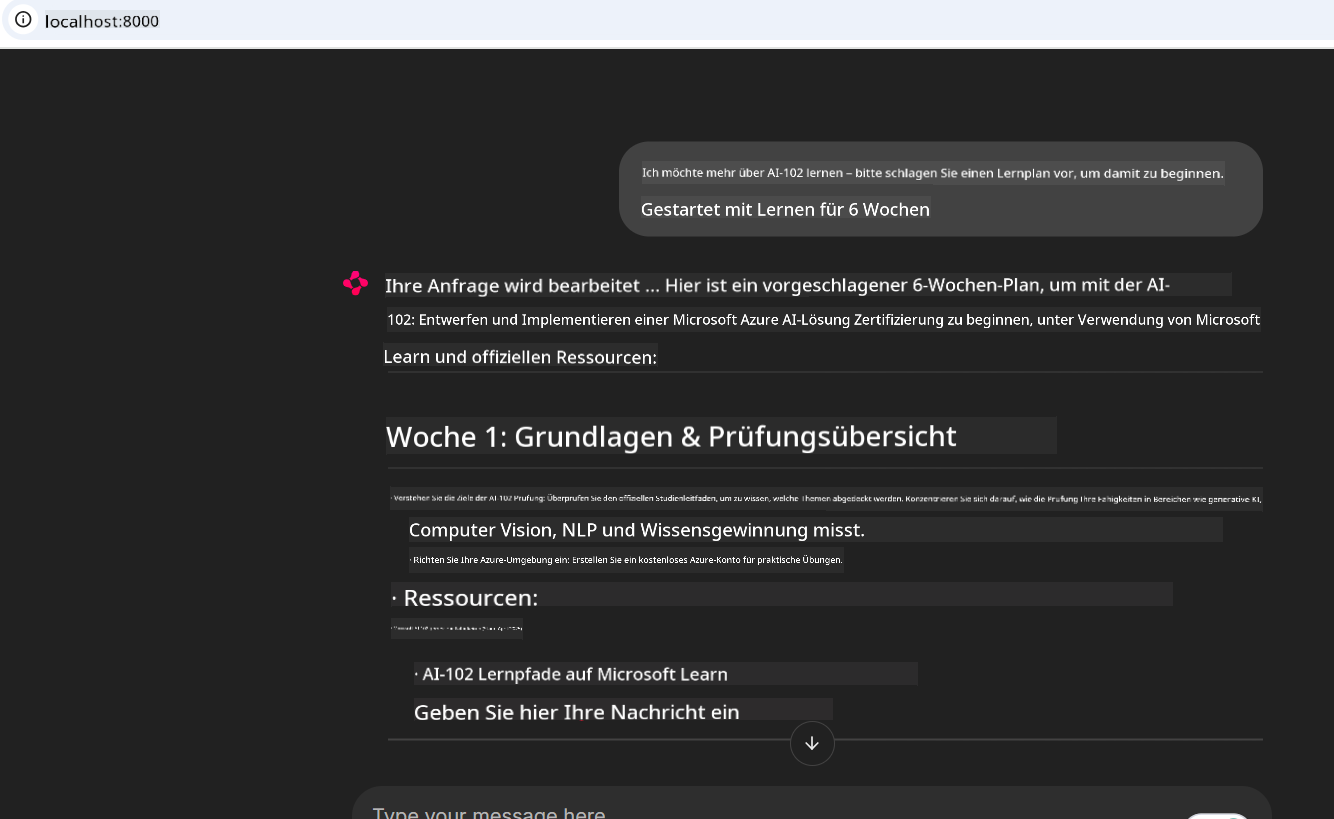 localhost:8000
Ich möchte mehr über AI-102 lernen – bitte schlagen Sie einen Lernplan vor, um damit zu beginnen.
Gestartet mit Lernen für 6 Wochen
Ihre Anfrage wird bearbeitet ... Hier ist ein vorgeschlagener 6-Wochen-Plan, um mit der AI-
102: Entwerfen und Implementieren einer Microsoft Azure AI-Lösung Zertifizierung zu beginnen, unter Verwendung von Microsoft
Learn und offiziellen Ressourcen:
Woche 1: Grundlagen & Prüfungsübersicht
· Verstehen Sie die Ziele der AI-102 Prüfung: Überprüfen Sie den offiziellen Studienleitfaden, um zu wissen, welche Themen abgedeckt werden. Konzentrieren Sie sich darauf, wie die Prüfung Ihre Fähigkeiten in Bereichen wie generative KI,
Computer Vision, NLP und Wissensgewinnung misst.
· Richten Sie Ihre Azure-Umgebung ein: Erstellen Sie ein kostenloses Azure-Konto für praktische Übungen.
· Ressourcen:
· AI-102 Lernpfade auf Microsoft Learn
Geben Sie hier Ihre Nachricht ein
Type your message here